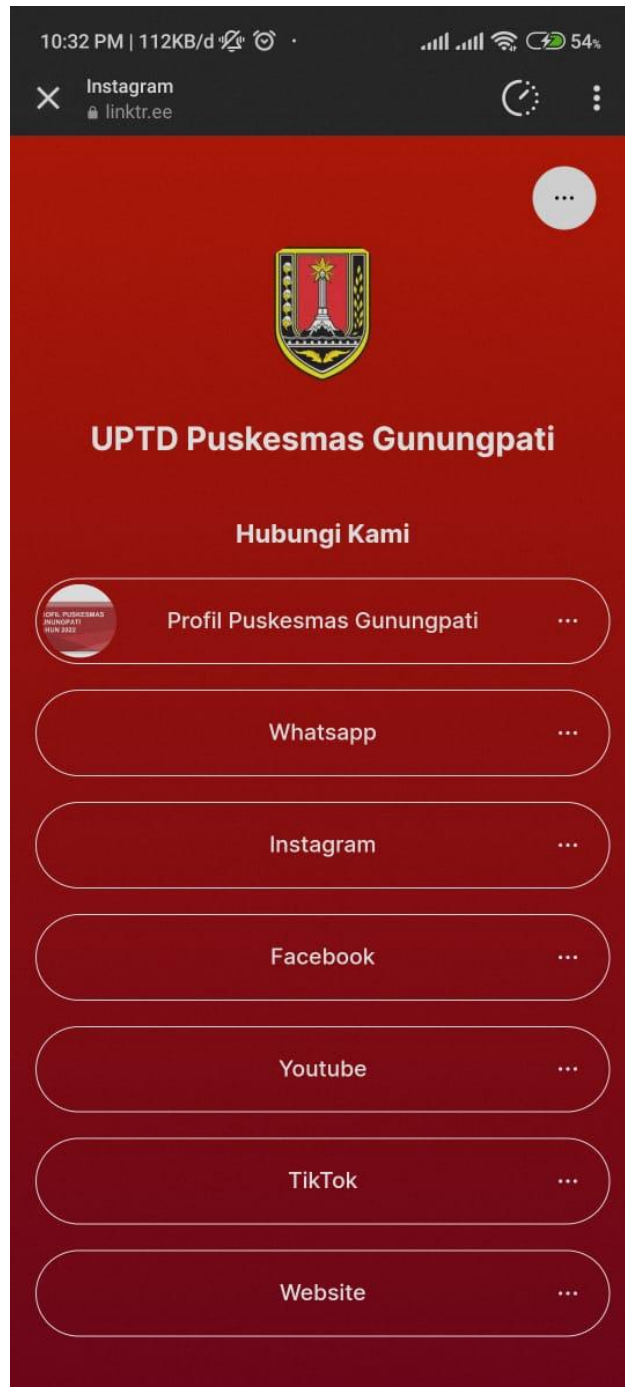 10:32 PM | 112KB/d 54%
Instagram
linktr.ee
UPTD Puskesmas Gunungpati
Hubungi Kami
PUSKESMAS
Profil Puskesmas Gunungpati
Whatsapp
Instagram
Facebook
Youtube
TikTok
Website